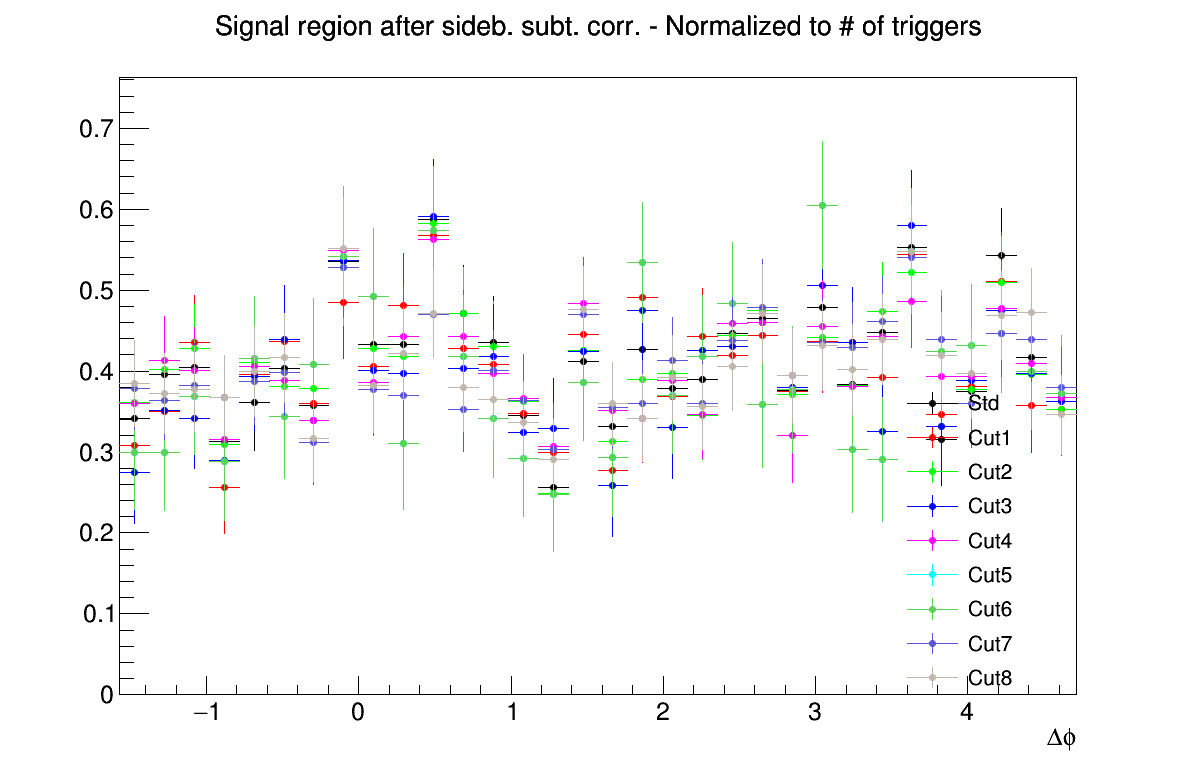 Signal region after sideb. subt. corr. - Normalized to # of triggers
0.7
0.6
0.5
0.4
0.3
0.2
0.1
0
−1
0
1
2
3
4
Δϕ
Std
Cut1
Cut2
Cut3
Cut4
Cut5
Cut6
Cut7
Cut8